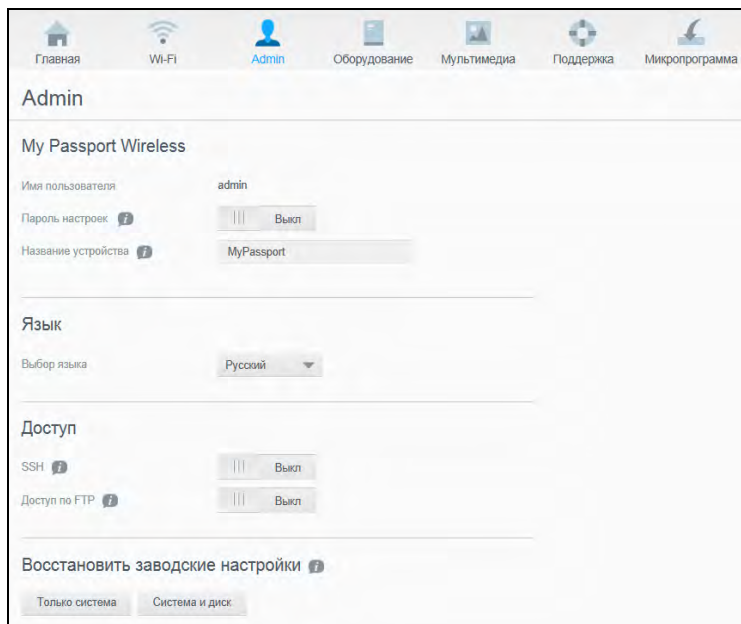 Главная Wi-Fi Admin Оборудование Мультимедиа Поддержка Микропрограмма
Admin
My Passport Wireless
Имя пользователя admin
Пароль настроек Выкл
Название устройства MyPassport
Язык
Выбор языка Русский
Доступ
SSH Выкл
Доступ по FTP Выкл
Восстановить заводские настройки
Только система Система и диск